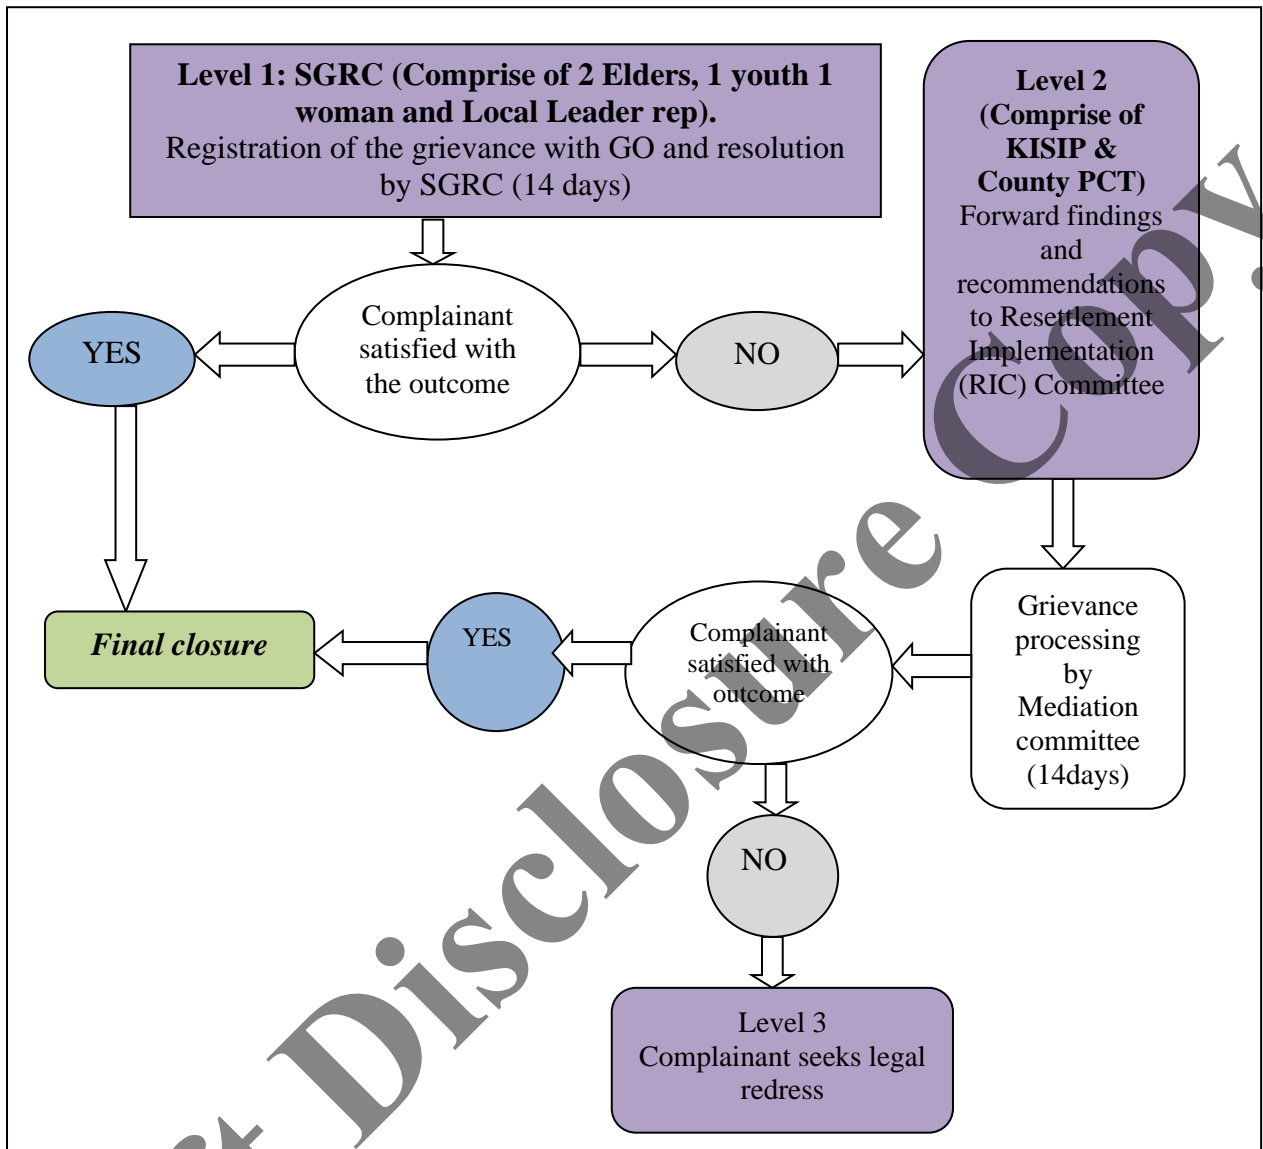 Level 1: SGRC (Comprise of 2 Elders, 1 youth 1
woman and Local Leader rep).
Registration of the grievance with GO and resolution
by SGRC (14 days)
Level 2
(Comprise of
KISIP &
County PCT)
Forward findings
and
recommendations
to Resettlement
Implementation
(RIC) Committee
Complainant
satisfied with
the outcome
YES
NO
Final closure
YES
Complainant
satisfied with
outcome
Grievance
processing
by
Mediation
committee
(14days)
NO
Level 3
Complainant seeks legal
redress
Disclosure Copy